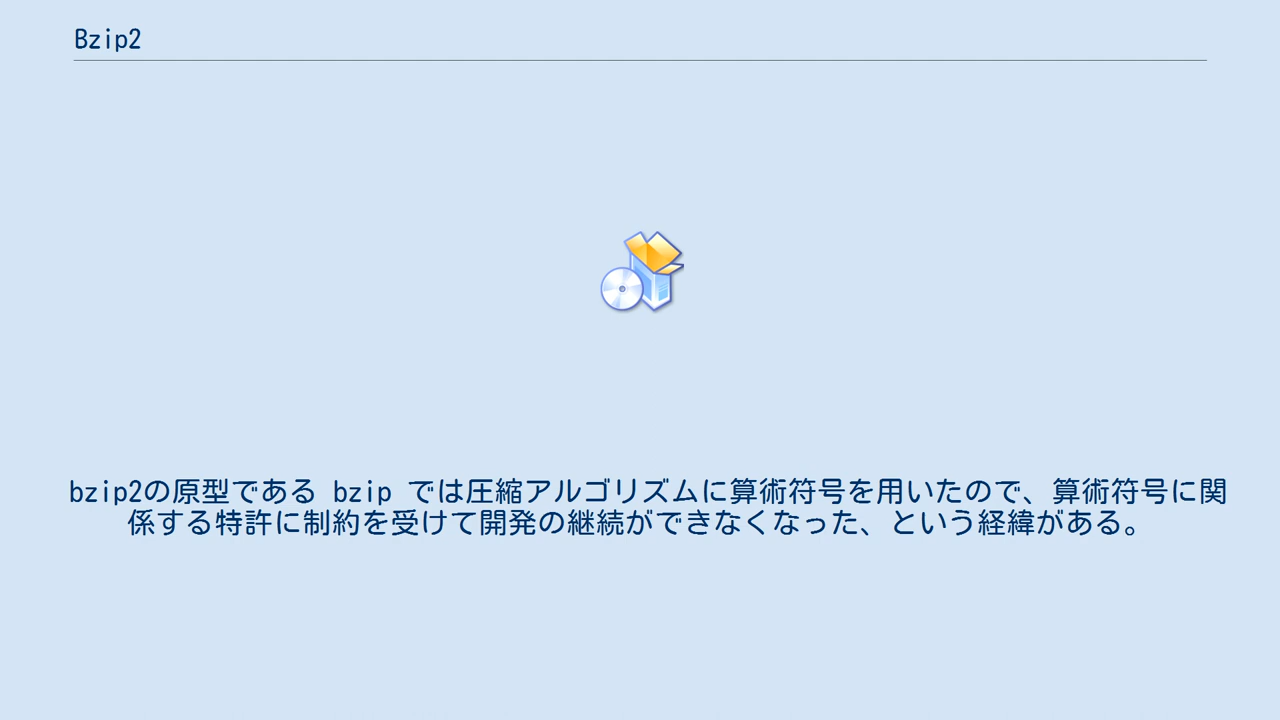 Bzip2
bzip2の原型である bzip では圧縮アルゴリズムに算術符号を用いたので、算術符号に関
係する特許に制約を受けて開発の継続ができなくなった、という経緯がある。